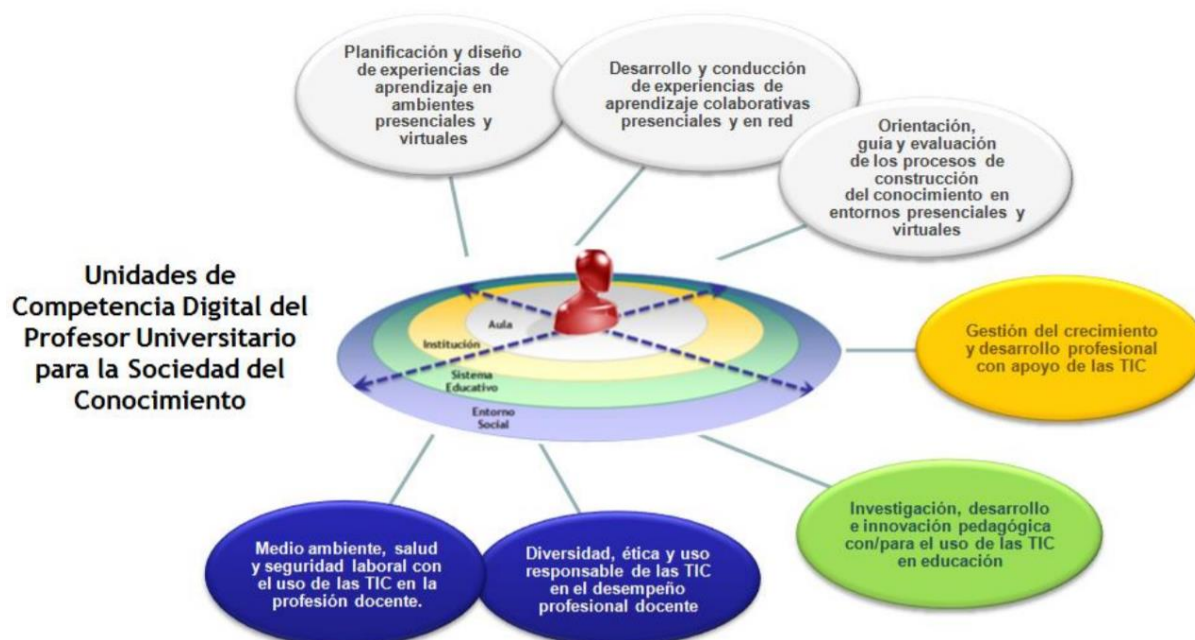 Unidades de
Competencia Digital del
Profesor Universitario
para la Sociedad del
Conocimiento
Planificación y diseño
de experiencias de
aprendizaje en
ambientes
presenciales y
virtuales
Desarrollo y conducción
de experiencias de
aprendizaje colaborativas
presenciales y en red
Orientación,
guía y evaluación
de los procesos de
construcción
del conocimiento en
entornos presenciales y
virtuales
Gestión del crecimiento
y desarrollo profesional
con apoyo de las TIC
Investigación, desarrollo
e innovación pedagógica
con/para el uso de las TIC
en educación
Diversidad, ética y uso
responsable de las TIC
en el desempeño
profesional docente
Medio ambiente, salud
y seguridad laboral con
el uso de las TIC en la
profesión docente.
Aula
Institución
Sistema
Educativo
Entorno
Social